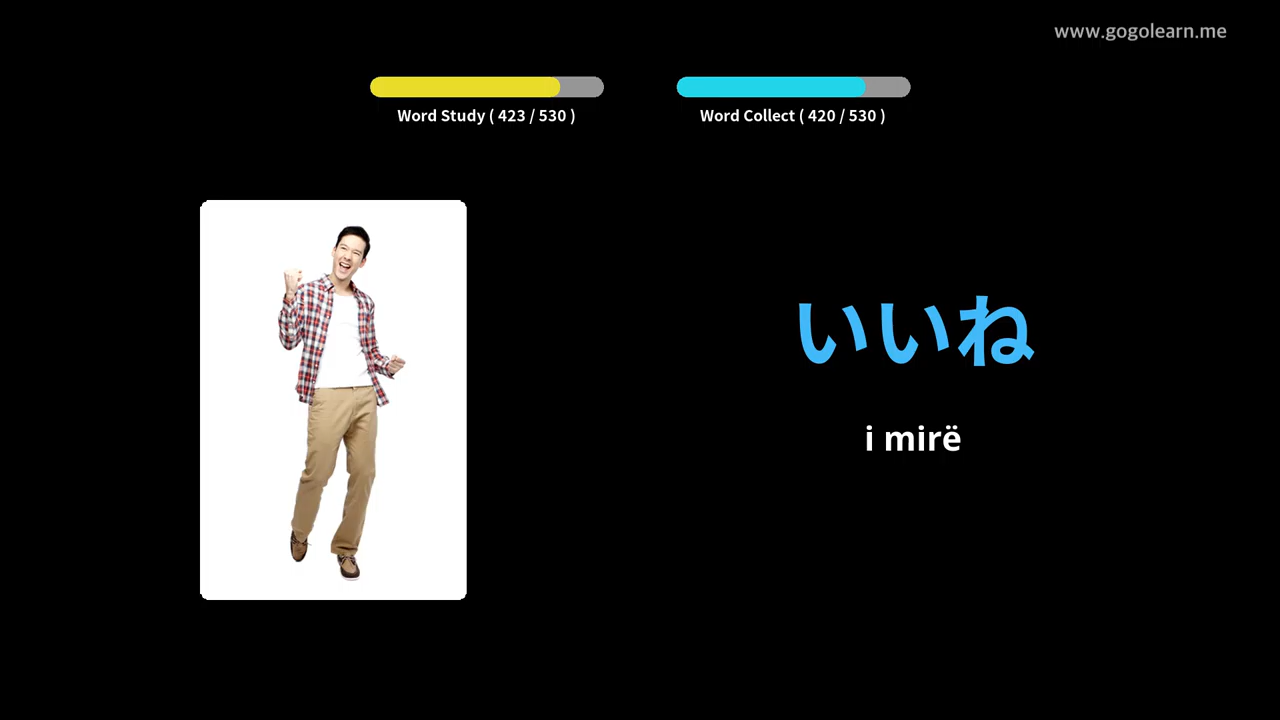 www.gogolearn.me
Word Study ( 423 / 530 )
Word Collect ( 420 / 530 )
いいね
i mirë